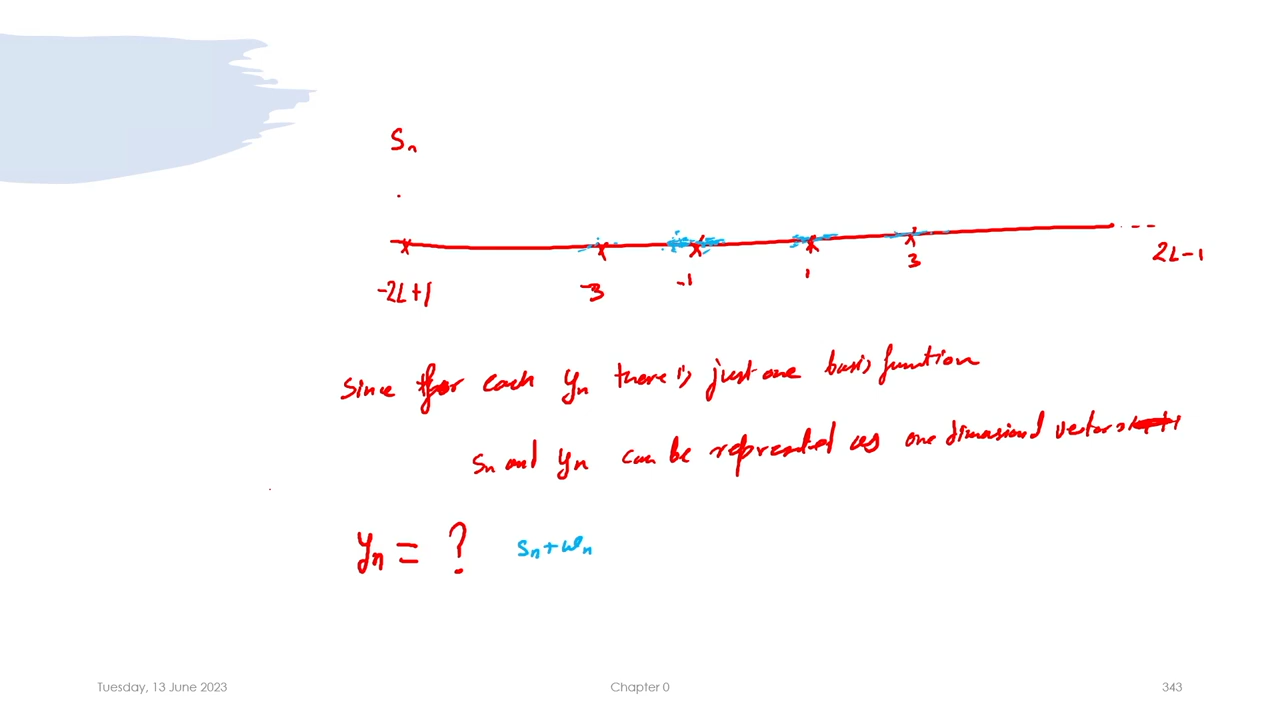 Sn
-2L+1 -3 -1 1 3 2L-1
Since for each yn there is just one basis function
sn and yn can be represented as one dimensional vectors
yn = ? sn+wn
Tuesday, 13 June 2023 Chapter 0 343